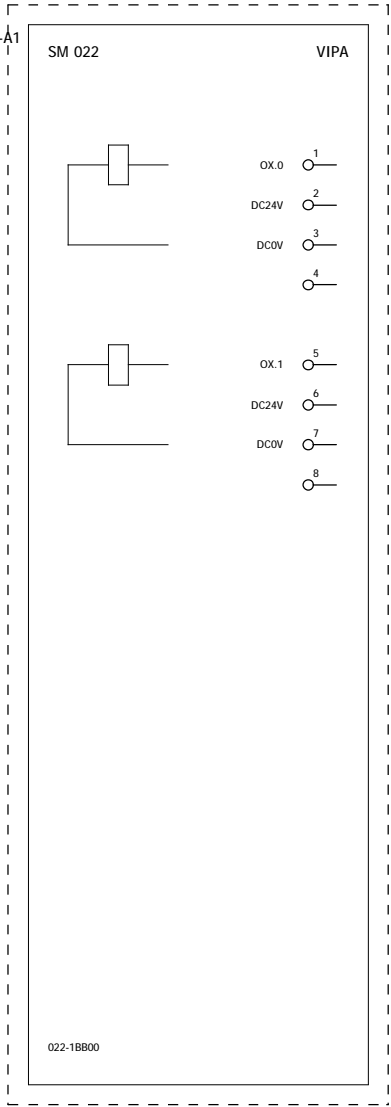 -A1
SM 022 VIPA
1
OX.0
2
DC24V
3
DC0V
4
5
OX.1
6
DC24V
7
DC0V
8
022-1BB00